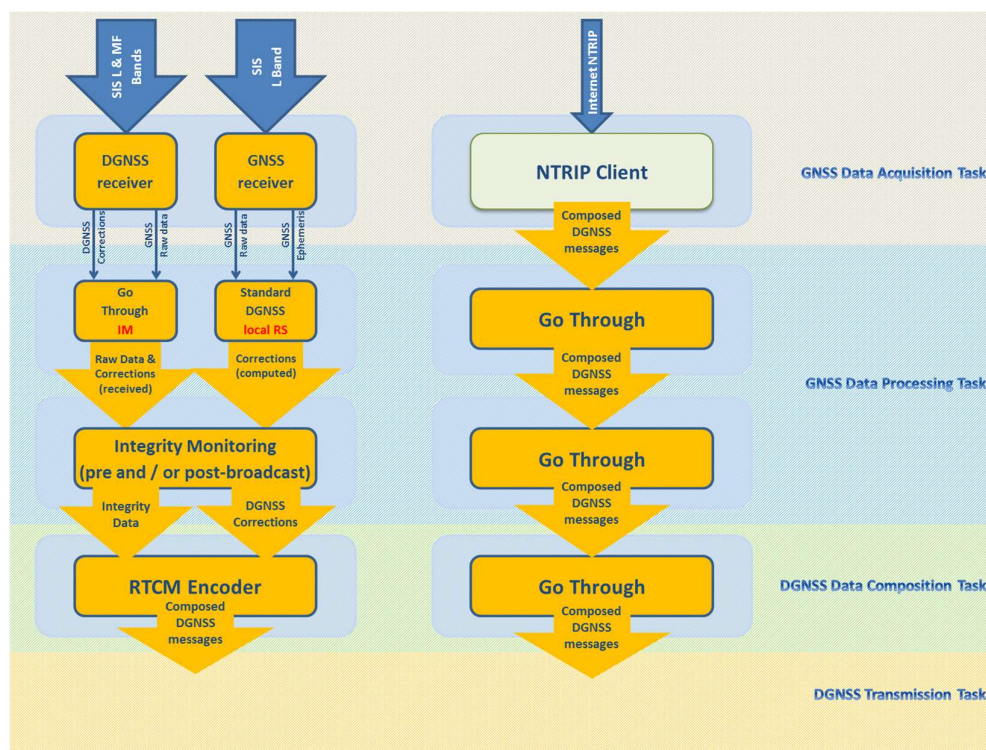 SIS L & MF
Bands
SIS
L Band
Internet NTRIP
DGNSS
receiver
GNSS
receiver
NTRIP Client
GNSS Data Acquisition Task
DGNSS
Corrections
GNSS
Raw data
GNSS
Raw data
GNSS
Ephemeris
Composed
DGNSS
messages
Go
Through
IM
Standard
DGNSS
local RS
Go Through
Raw Data &
Corrections
(received)
Corrections
(computed)
Composed
DGNSS
messages
GNSS Data Processing Task
Integrity Monitoring
(pre and / or post-broadcast)
Go Through
Integrity
Data
DGNSS
Corrections
Composed
DGNSS
messages
RTCM Encoder
Go Through
DGNSS Data Composition Task
Composed
DGNSS
messages
Composed
DGNSS
messages
DGNSS Transmission Task